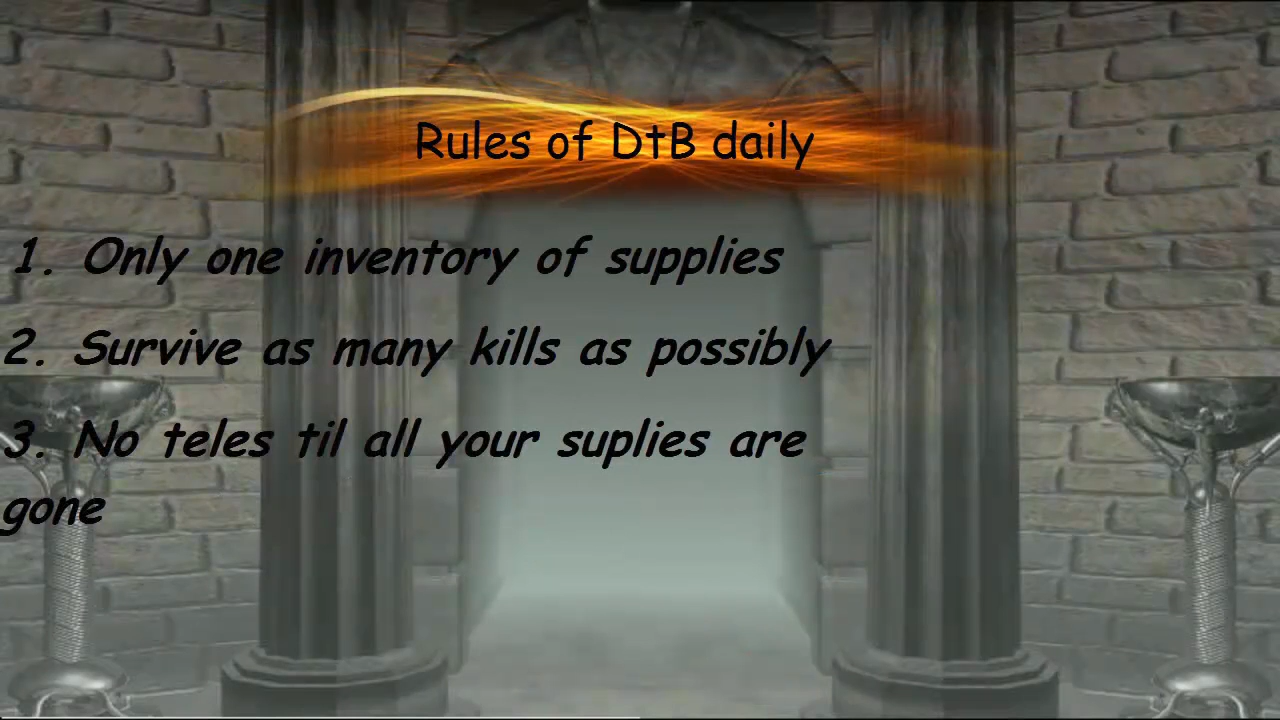 Rules of DtB daily
1. Only one inventory of supplies
2. Survive as many kills as possibly
3. No teles til all your suplies are
gone